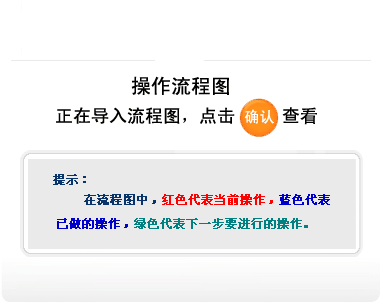 操作流程图
正在导入流程图，点击 确认 查看
提示：
在流程图中，红色代表当前操作，蓝色代表
已做的操作，绿色代表下一步要进行的操作。